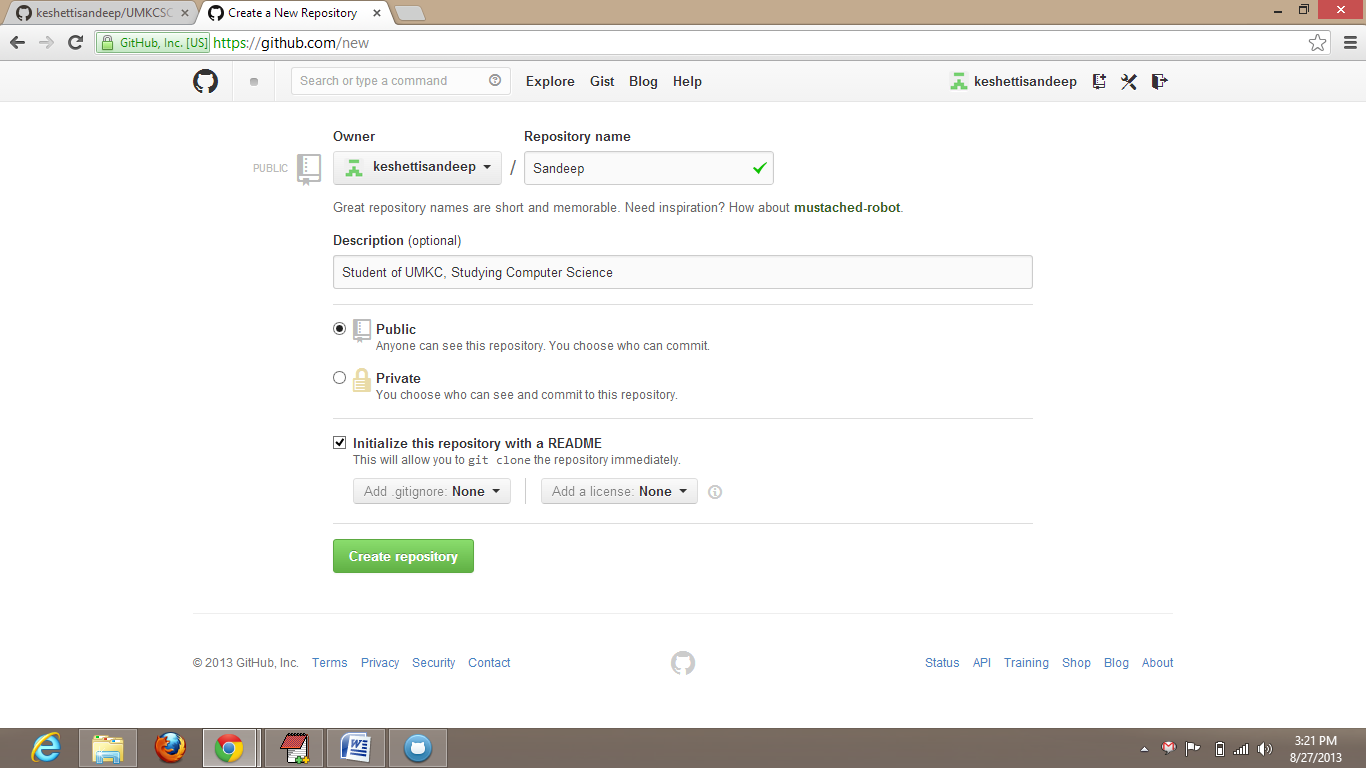 keshettisandeep/UMKCSC
Create a New Repository
GitHub, Inc. [US] https://github.com/new
Search or type a command Explore Gist Blog Help keshettisandeep
Owner Repository name
PUBLIC keshettisandeep / Sandeep
Great repository names are short and memorable. Need inspiration? How about mustached-robot.
Description (optional)
Student of UMKC, Studying Computer Science
Public
Anyone can see this repository. You choose who can commit.
Private
You choose who can see and commit to this repository.
Initialize this repository with a README
This will allow you to git clone the repository immediately.
Add .gitignore: None Add a license: None
Create repository
© 2013 GitHub, Inc. Terms Privacy Security Contact Status API Training Shop Blog About
3:21 PM
8/27/2013